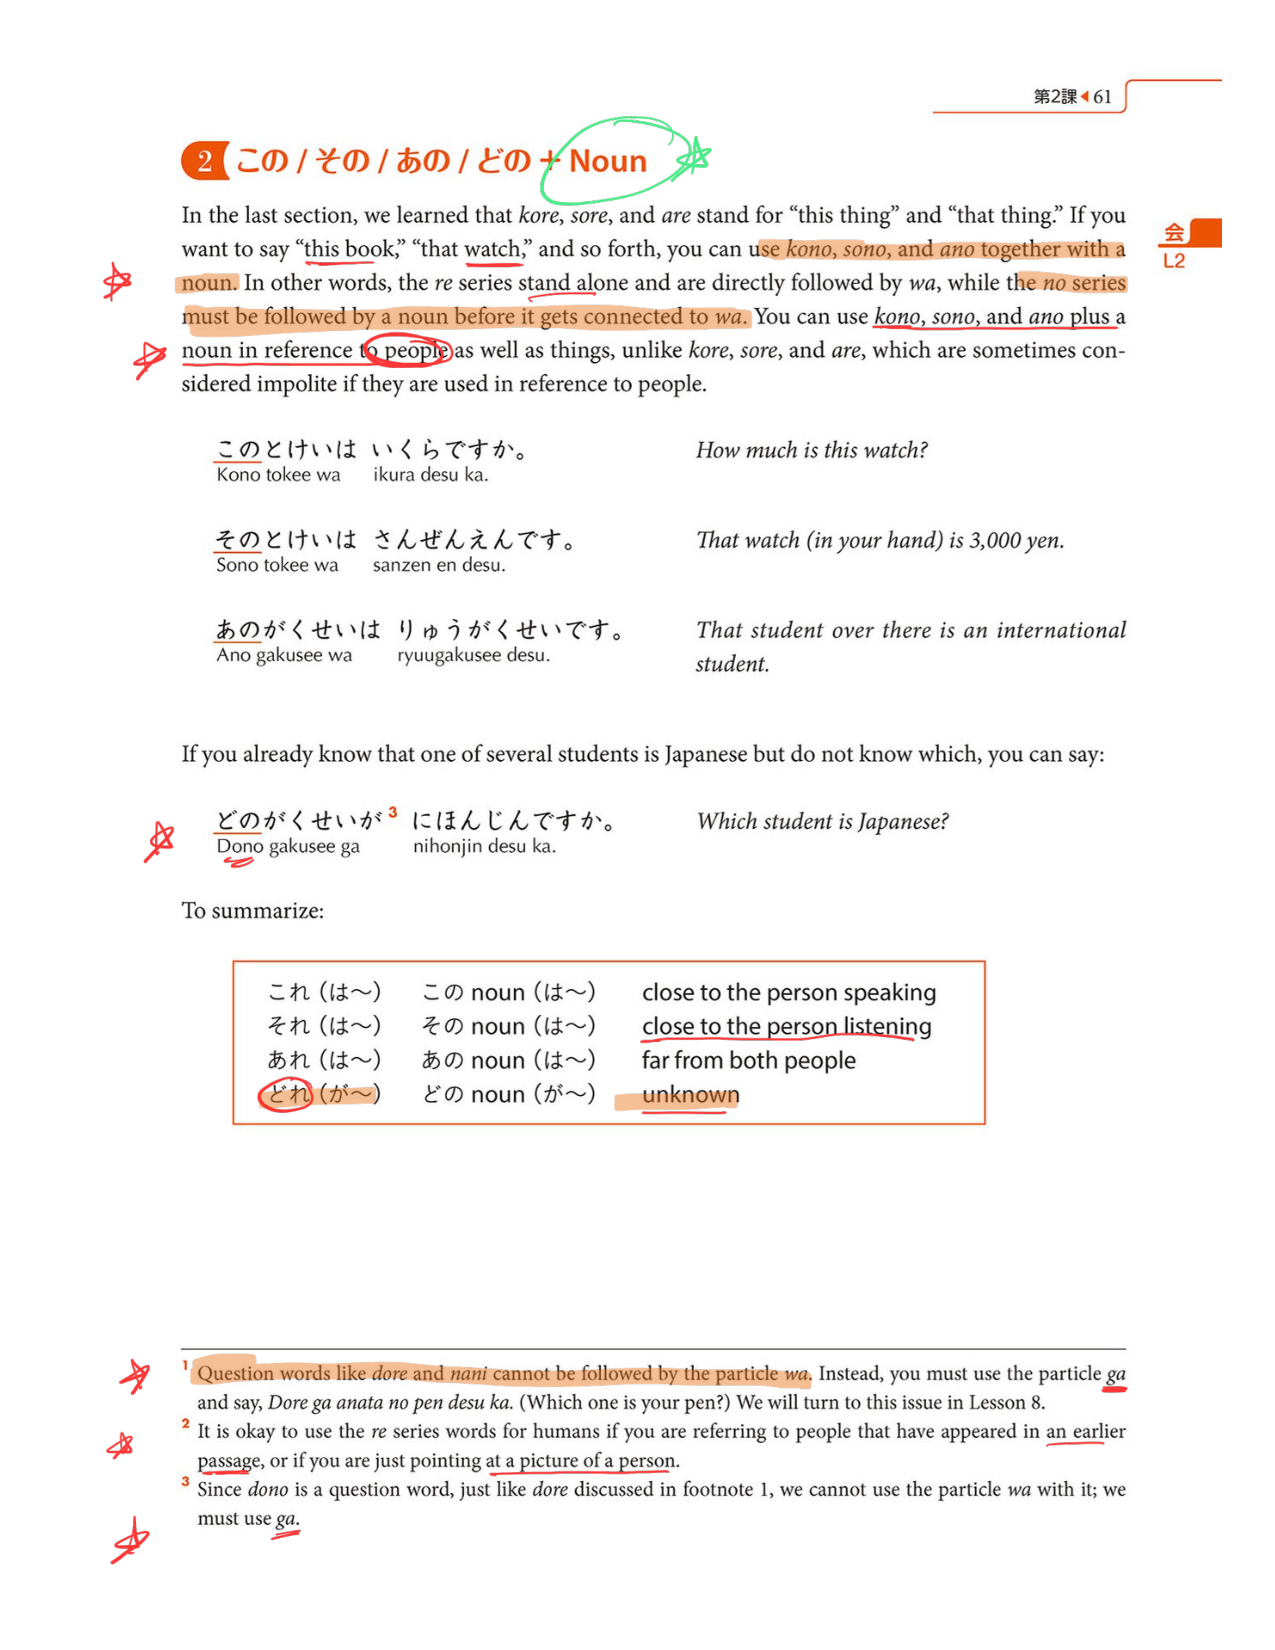 第2課 ◀ 61
2 この / その / あの / どの + Noun
In the last section, we learned that kore, sore, and are stand for “this thing” and “that thing.” If you
want to say “this book,” “that watch,” and so forth, you can use kono, sono, and ano together with a
noun. In other words, the re series stand alone and are directly followed by wa, while the no series
must be followed by a noun before it gets connected to wa. You can use kono, sono, and ano plus a
noun in reference to people as well as things, unlike kore, sore, and are, which are sometimes con-
sidered impolite if they are used in reference to people.
会
L2
このとけいは いくらですか。 How much is this watch?
Kono tokee wa ikura desu ka.
そのとけいは さんぜんえんです。 That watch (in your hand) is 3,000 yen.
Sono tokee wa sanzen en desu.
あのがくせいは りゅうがくせいです。 That student over there is an international
Ano gakusee wa ryuugakusee desu. student.
If you already know that one of several students is Japanese but do not know which, you can say:
どのがくせいが3 にほんじんですか。 Which student is Japanese?
Dono gakusee ga nihonjin desu ka.
To summarize:
これ (は〜) この noun (は〜) close to the person speaking
それ (は〜) その noun (は〜) close to the person listening
あれ (は〜) あの noun (は〜) far from both people
どれ (が〜) どの noun (が〜) unknown
1 Question words like dore and nani cannot be followed by the particle wa. Instead, you must use the particle ga
and say, Dore ga anata no pen desu ka. (Which one is your pen?) We will turn to this issue in Lesson 8.
2 It is okay to use the re series words for humans if you are referring to people that have appeared in an earlier
passage, or if you are just pointing at a picture of a person.
3 Since dono is a question word, just like dore discussed in footnote 1, we cannot use the particle wa with it; we
must use ga.